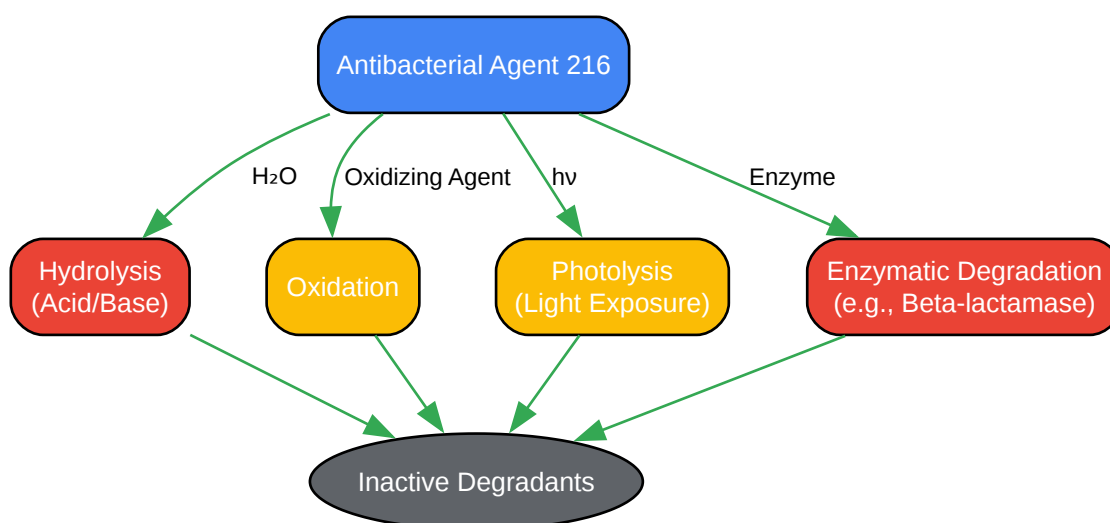 Antibacterial Agent 216
H₂O
Oxidizing Agent
hν
Enzyme
Hydrolysis
(Acid/Base)
Oxidation
Photolysis
(Light Exposure)
Enzymatic Degradation
(e.g., Beta-lactamase)
Inactive Degradants